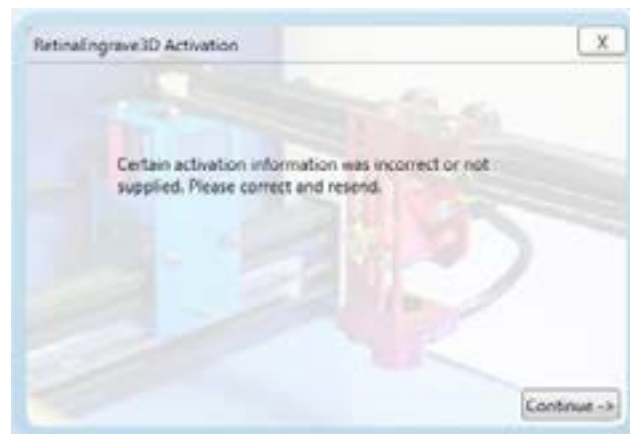 RetinaEngrave3D Activation
X
Certain activation information was incorrect or not
supplied. Please correct and resend.
Continue ->